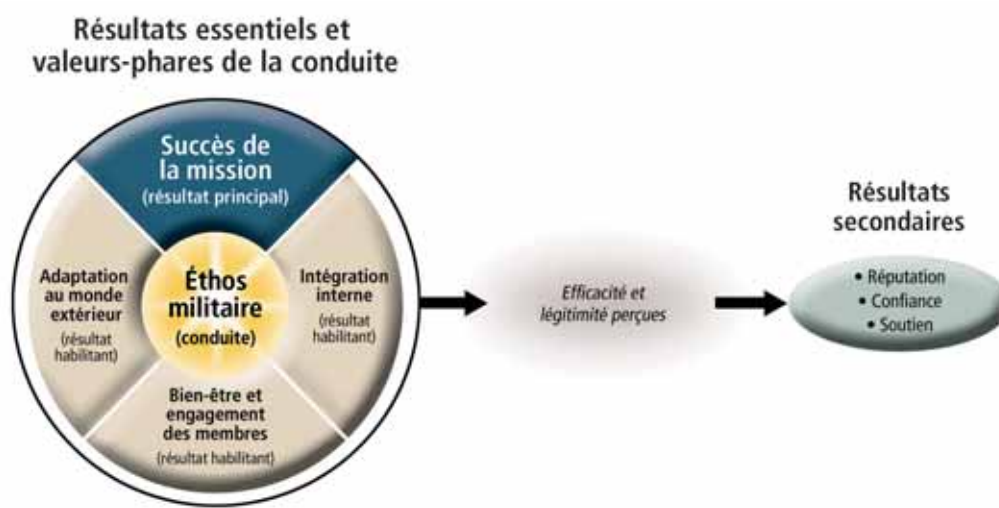 Résultats essentiels et
valeurs-phares de la conduite
Succès de
la mission
(résultat principal)
Adaptation
au monde
extérieur
(résultat
habilitant)
Éthos
militaire
(conduite)
Intégration
interne
(résultat
habilitant)
Bien-être et
engagement
des membres
(résultat habilitant)
Efficacité et
légitimité perçues
Résultats
secondaires
• Réputation
• Confiance
• Soutien